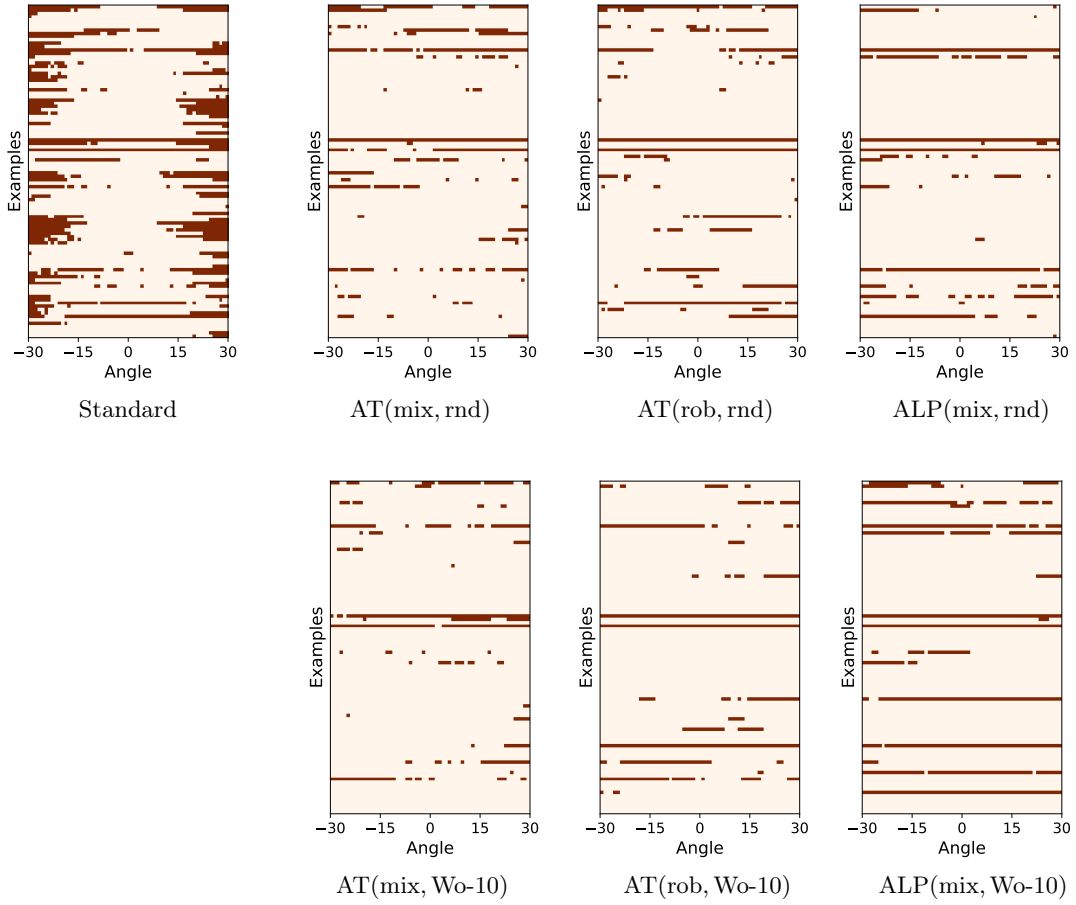 Examples
Examples
Examples
Examples
−30 −15 0 15 30
−30 −15 0 15 30
−30 −15 0 15 30
−30 −15 0 15 30
Angle
Angle
Angle
Angle
Standard
AT(mix, rnd)
AT(rob, rnd)
ALP(mix, rnd)
Examples
Examples
Examples
−30 −15 0 15 30
−30 −15 0 15 30
−30 −15 0 15 30
Angle
Angle
Angle
AT(mix, Wo-10)
AT(rob, Wo-10)
ALP(mix, Wo-10)